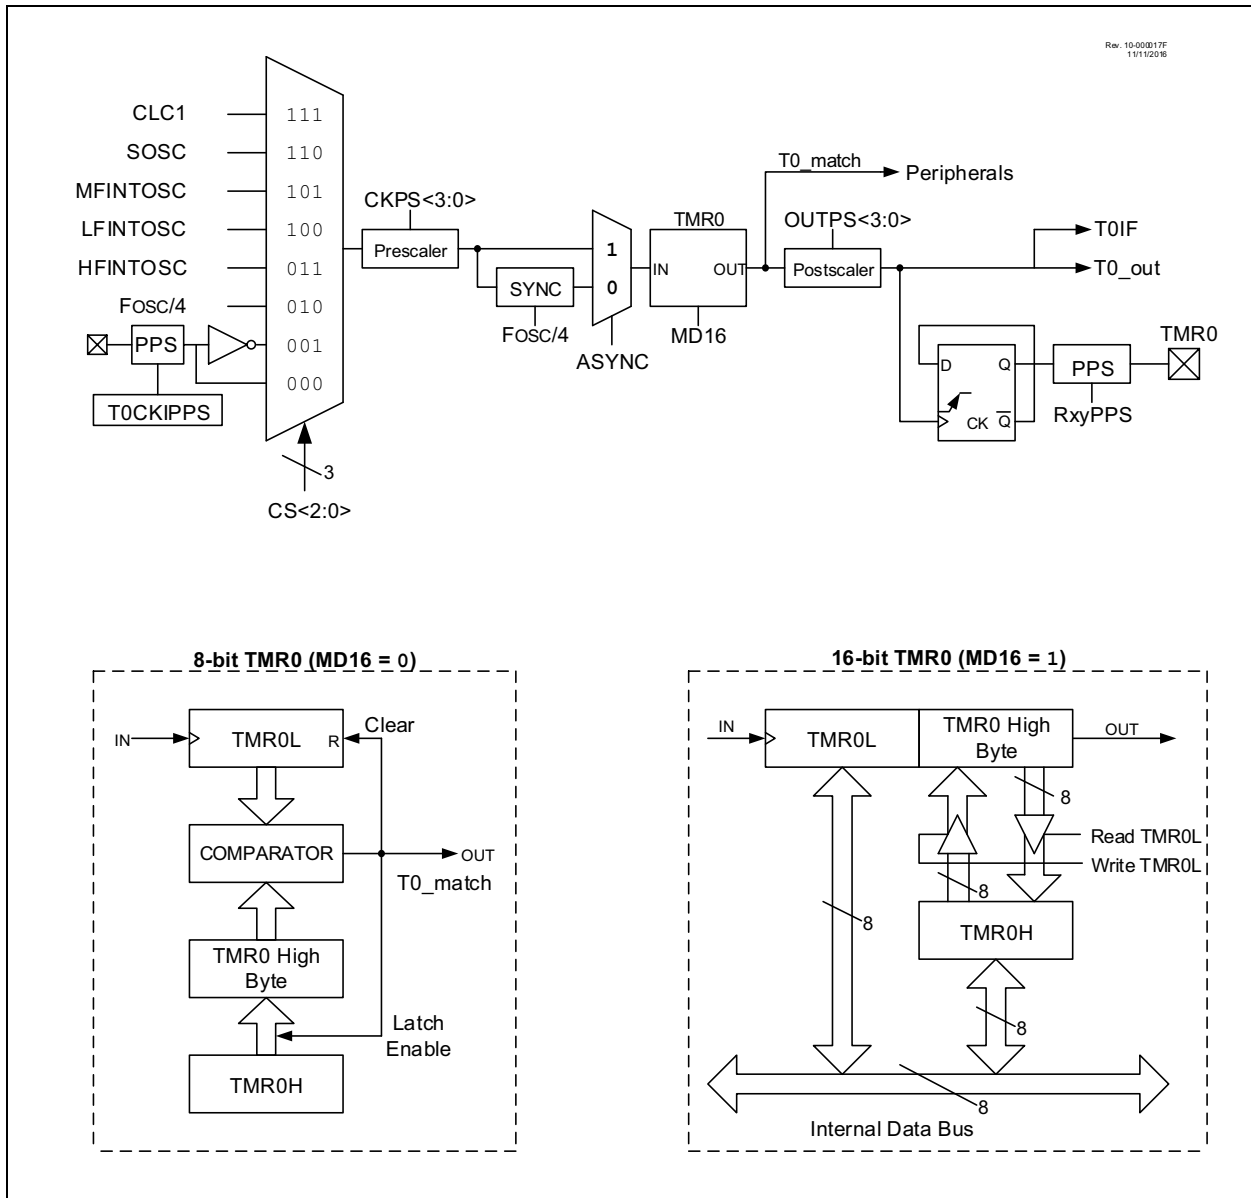 Rev. 10-000017F
11/11/2016
CLC1
111
SOSC
110
MFINTOSC
101
LFINTOSC
100
HFINTOSC
011
FOSC/4
010
PPS
001
000
T0CKIPPS
3
CS<2:0>
CKPS<3:0>
Prescaler
SYNC
FOSC/4
1
0
ASYNC
TMR0
IN
OUT
MD16
T0_match
Peripherals
OUTPS<3:0>
Postscaler
T0IF
T0_out
D
Q
CK
Q
PPS
RxyPPS
TMR0
8-bit TMR0 (MD16 = 0)
IN
TMR0L
R
Clear
COMPARATOR
OUT
T0_match
TMR0 High
Byte
Latch
Enable
TMR0H
16-bit TMR0 (MD16 = 1)
IN
TMR0L
TMR0 High
Byte
OUT
8
Read TMR0L
Write TMR0L
8
8
TMR0H
8
8
Internal Data Bus